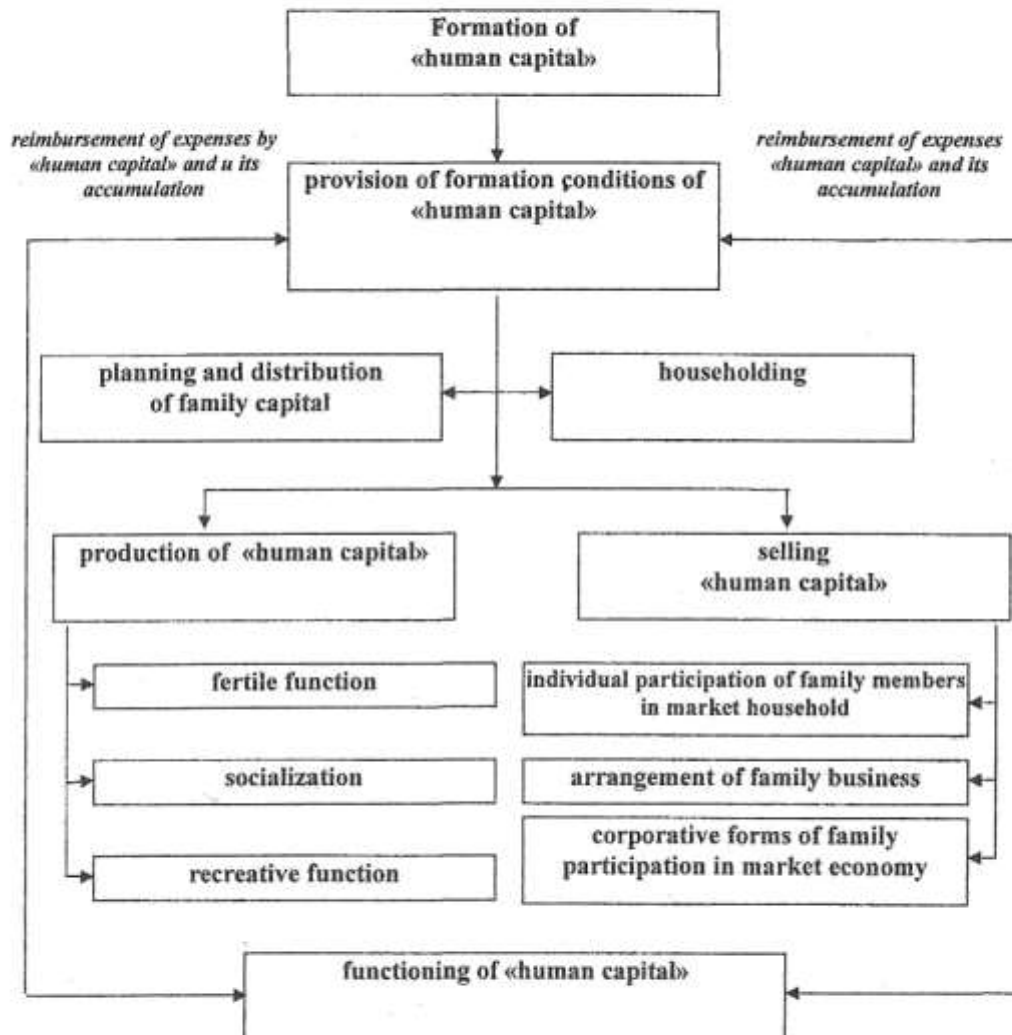 Formation of
«human capital»
reimbursement of expenses by
«human capital» and u its
accumulation
reimbursement of expenses
«human capital» and its
accumulation
provision of formation conditions of
«human capital»
planning and distribution
of family capital
householding
production of «human capital»
selling
«human capital»
fertile function
individual participation of family members
in market household
socialization
arrangement of family business
corporative forms of family
participation in market economy
recreative function
functioning of «human capital»